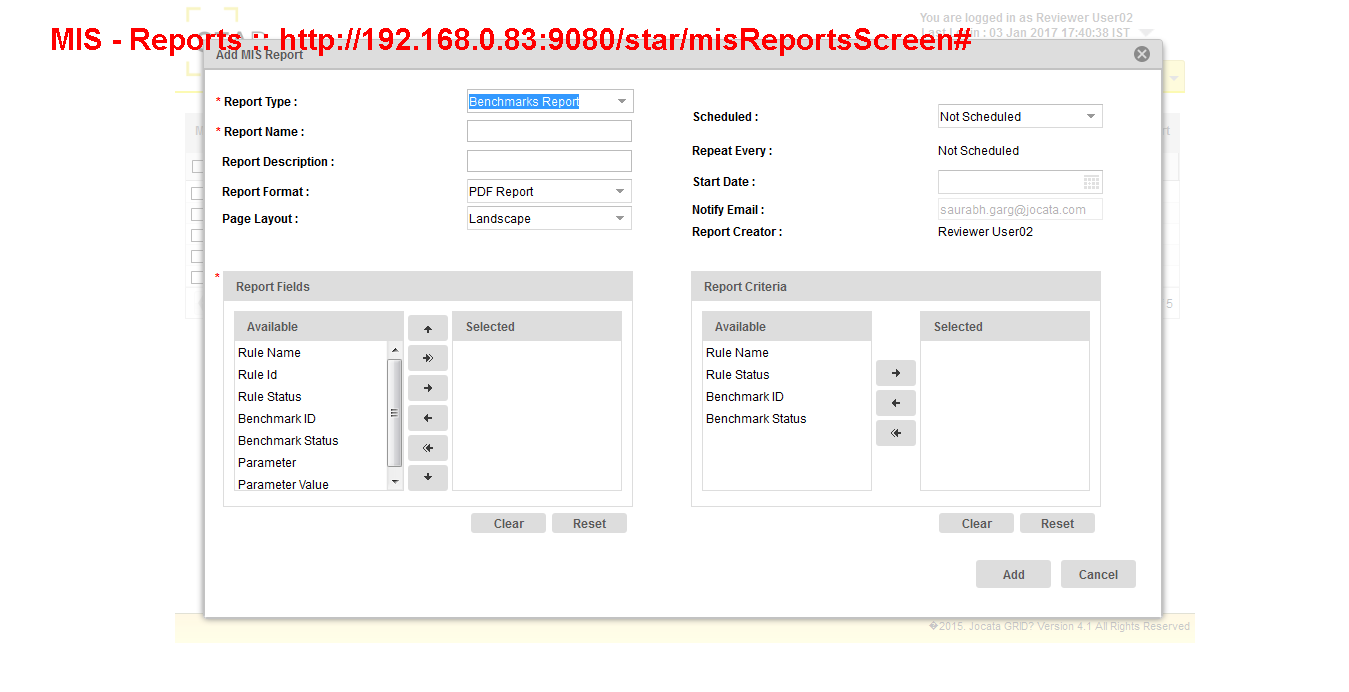 You are logged in as Reviewer User02
Last Login : 03 Jan 2017 17:40:38 IST
MIS - Reports :: http://192.168.0.83:9080/star/misReportsScreen#
Add MIS Report
* Report Type : Benchmarks Report
* Report Name :
Report Description :
Report Format : PDF Report
Page Layout : Landscape
Scheduled : Not Scheduled
Repeat Every : Not Scheduled
Start Date :
Notify Email : saurabh.garg@jocata.com
Report Creator : Reviewer User02
*
Report Fields
Available
Selected
Rule Name
Rule Id
Rule Status
Benchmark ID
Benchmark Status
Parameter
Parameter Value
Clear Reset
Report Criteria
Available
Selected
Rule Name
Rule Status
Benchmark ID
Benchmark Status
Clear Reset
Add Cancel
5
�2015. Jocata GRID? Version 4.1 All Rights Reserved